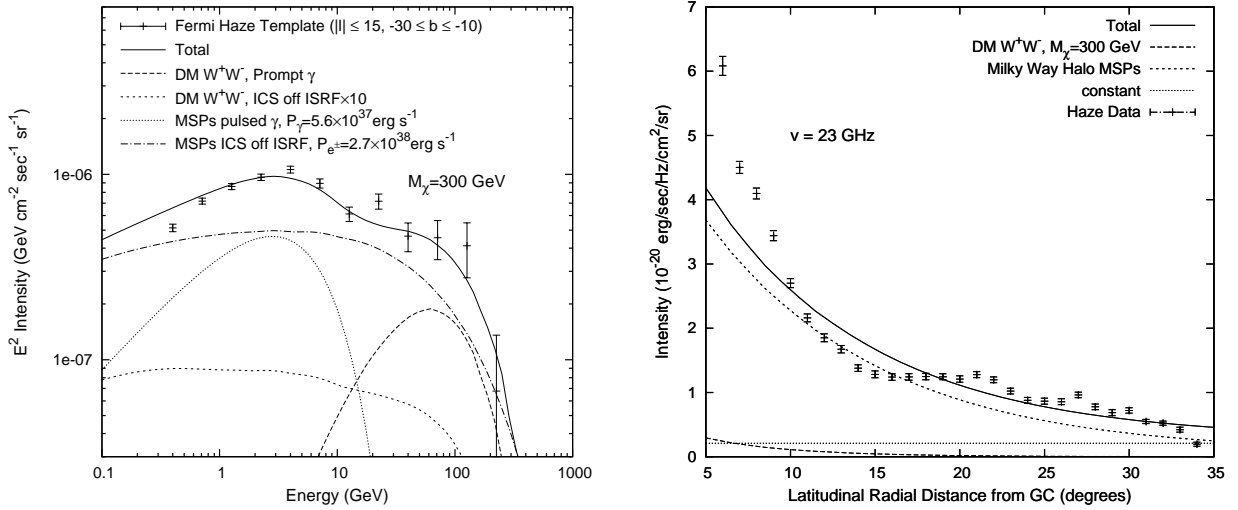 Fermi Haze Template (|l| ≤ 15, -30 ≤ b ≤ -10)
Total
DM W⁺W⁻, Prompt γ
DM W⁺W⁻, ICS off ISRF×10
MSPs pulsed γ, Pγ=5.6×10³⁷erg s⁻¹
MSPs ICS off ISRF, Pe±=2.7×10³⁸erg s⁻¹
Mχ=300 GeV
E² Intensity (GeV cm⁻² sec⁻¹ sr⁻¹)
1e-06
1e-07
0.1
1
10
100
1000
Energy (GeV)
Total
DM W⁺W⁻, Mχ=300 GeV
Milky Way Halo MSPs
constant
Haze Data
ν = 23 GHz
Intensity (10⁻²⁰ erg/sec/Hz/cm²/sr)
7
6
5
4
3
2
1
0
5
10
15
20
25
30
35
Latitudinal Radial Distance from GC (degrees)